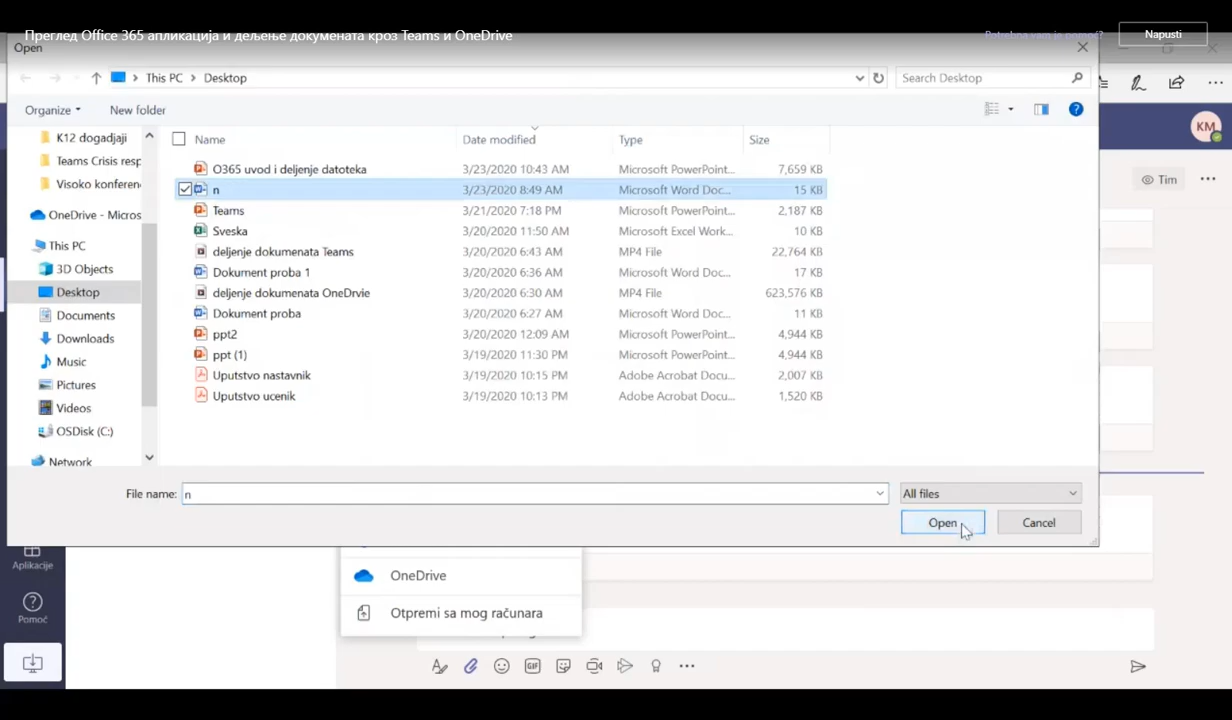 Преглед Office 365 апликација и дељење докумената кроз Teams и OneDrive
Potrebna vam je pomoć?
Napusti
Open
This PC > Desktop
Search Desktop
Organize
New folder
KM
Tim
K12 dogadjaji
Teams Crisis resp
Visoko konferen
OneDrive - Micros
This PC
3D Objects
Desktop
Documents
Downloads
Music
Pictures
Videos
OSDisk (C:)
Network
Name Date modified Type Size
O365 uvod i deljenje datoteka 3/23/2020 10:43 AM Microsoft PowerPoint... 7,659 KB
n 3/23/2020 8:49 AM Microsoft Word Doc... 15 KB
Teams 3/21/2020 7:18 PM Microsoft PowerPoint... 2,187 KB
Sveska 3/20/2020 11:50 AM Microsoft Excel Work... 10 KB
deljenje dokumenata Teams 3/20/2020 6:43 AM MP4 File 22,764 KB
Dokument proba 1 3/20/2020 6:36 AM Microsoft Word Doc... 17 KB
deljenje dokumenata OneDrvie 3/20/2020 6:30 AM MP4 File 623,576 KB
Dokument proba 3/20/2020 6:27 AM Microsoft Word Doc... 11 KB
ppt2 3/20/2020 12:09 AM Microsoft PowerPoint... 4,944 KB
ppt (1) 3/19/2020 11:30 PM Microsoft PowerPoint... 4,944 KB
Uputstvo nastavnik 3/19/2020 10:15 PM Adobe Acrobat Docu... 2,007 KB
Uputstvo ucenik 3/19/2020 10:13 PM Adobe Acrobat Docu... 1,520 KB
File name: n
All files
Open
Cancel
Aplikacije
Pomoć
OneDrive
Otpremi sa mog računara
GIF